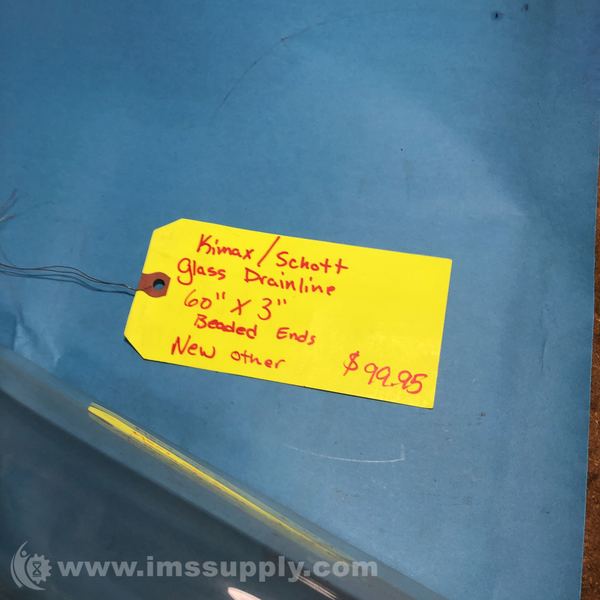 Kimax/Schott
Glass Drainline
60" X 3"
Beaded Ends
New other
$99.95
www.imssupply.com